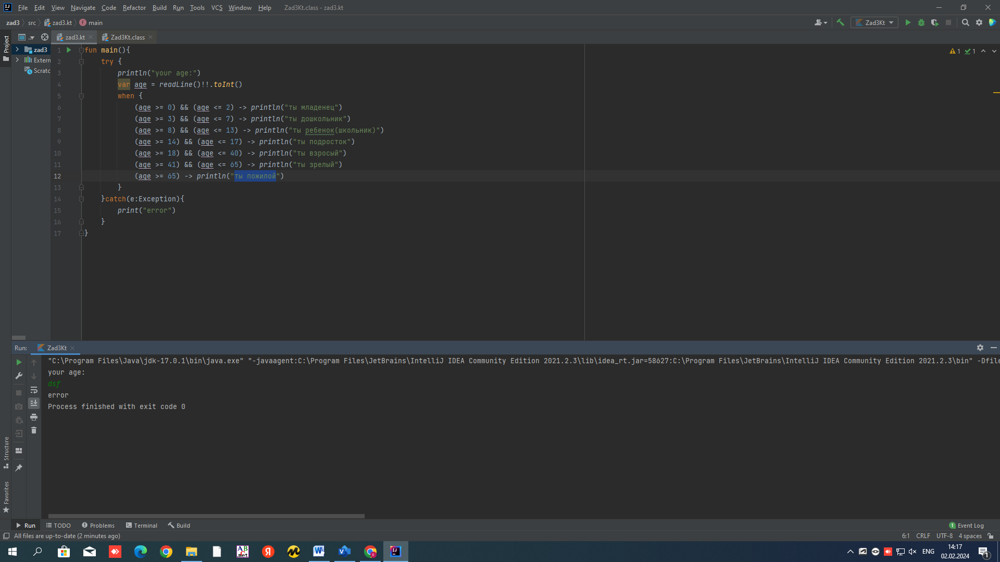 File Edit View Navigate Code Refactor Build Run Tools VCS Window Help Zad3Kt.class - zad3.kt
zad3 src zad3.kt main
Zad3Kt
zad3.kt Zad3Kt.class
Project
zad3
Extern
Scratc
1 fun main(){
2 try {
3 println("your age:")
4 var age = readLine()!!.toInt()
5 when {
6 (age >= 0) && (age <= 2) -> println("ты младенец")
7 (age >= 3) && (age <= 7) -> println("ты дошкольник")
8 (age >= 8) && (age <= 13) -> println("ты ребенок(школьник)")
9 (age >= 14) && (age <= 17) -> println("ты подросток")
10 (age >= 18) && (age <= 40) -> println("ты взросый")
11 (age >= 41) && (age <= 65) -> println("ты зрелый")
12 (age >= 65) -> println("ты пожилой")
13 }
14 }catch(e:Exception){
15 print("error")
16 }
17 }
1 1
Run: Zad3Kt
"C:\Program Files\Java\jdk-17.0.1\bin\java.exe" "-javaagent:C:\Program Files\JetBrains\IntelliJ IDEA Community Edition 2021.2.3\lib\idea_rt.jar=58627:C:\Program Files\JetBrains\IntelliJ IDEA Community Edition 2021.2.3\bin" -Dfile
your age:
dsf
error
Process finished with exit code 0
Structure
Favorites
Run TODO Problems Terminal Build
1 Event Log
All files are up-to-date (2 minutes ago)
6:1 CRLF UTF-8 4 spaces
ENG
14:17
02.02.2024
1